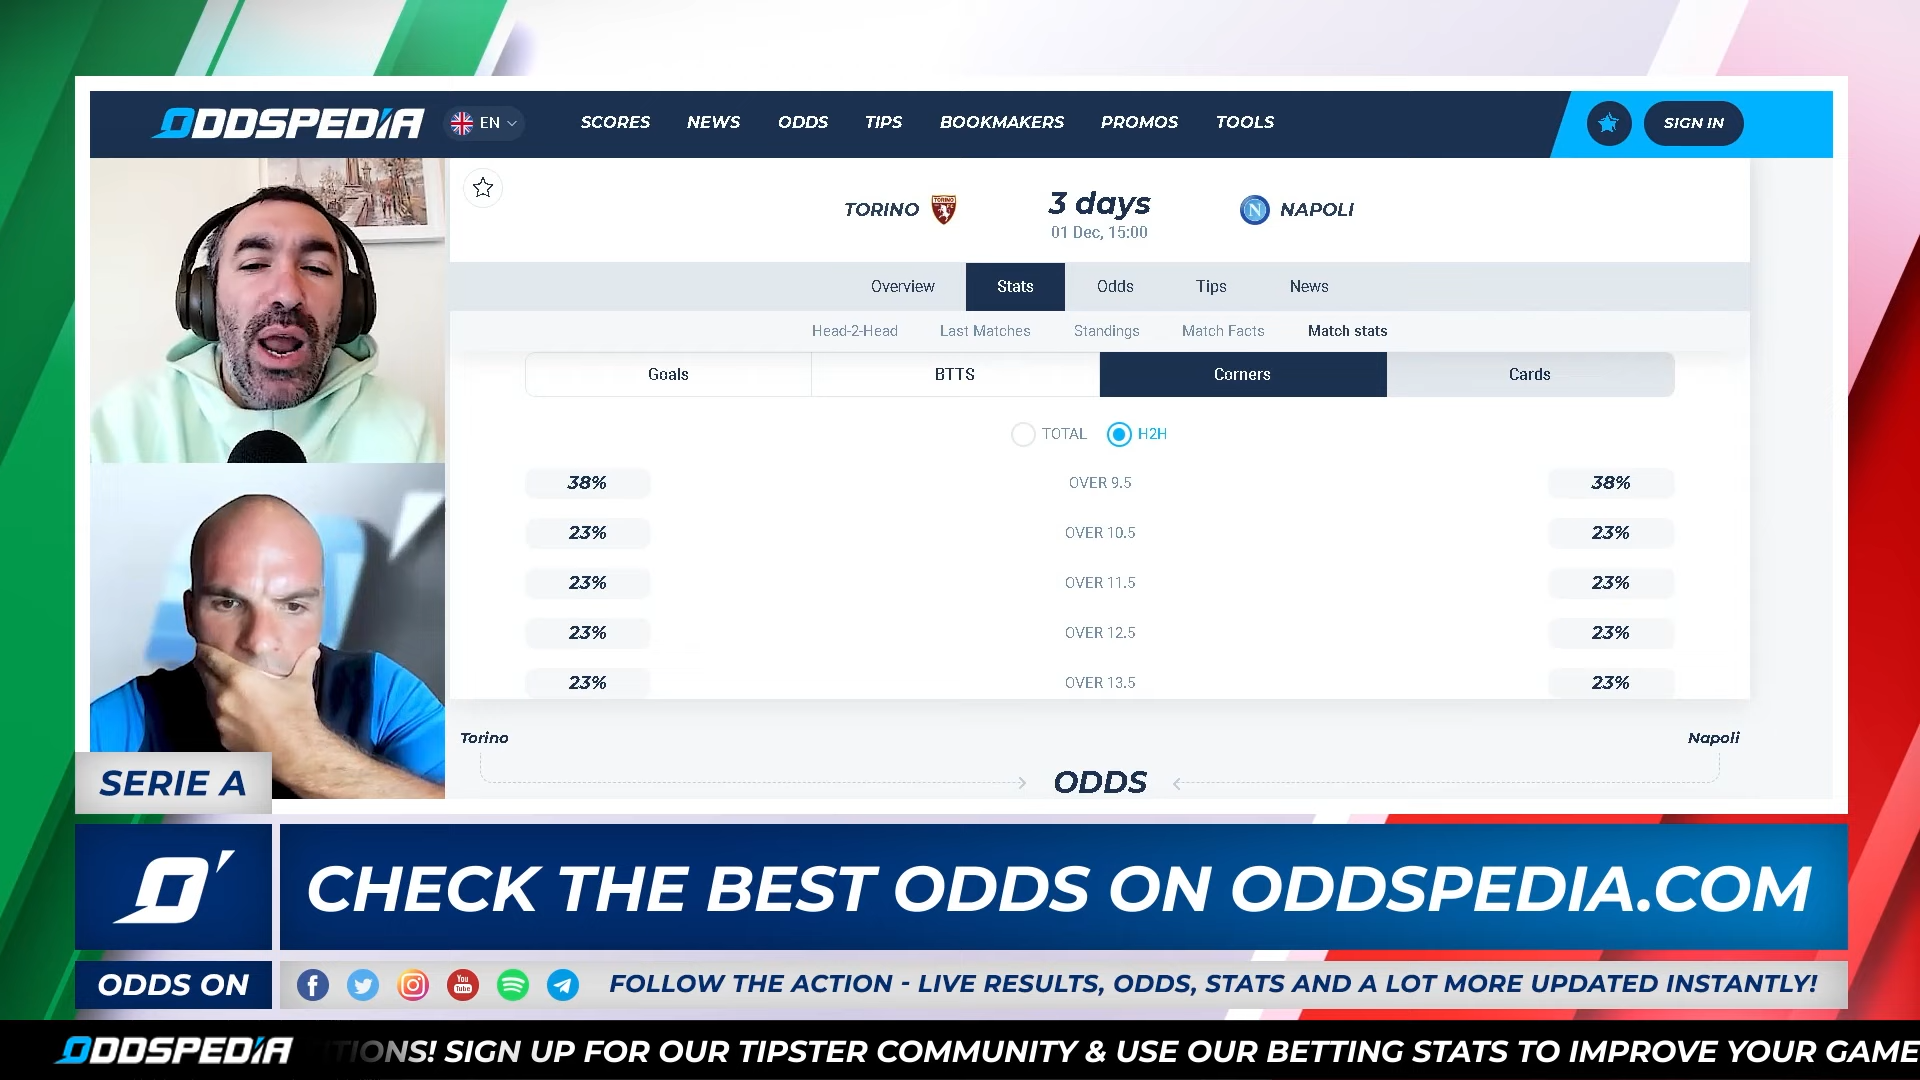 ODDSPEDIA EN SCORES NEWS ODDS TIPS BOOKMAKERS PROMOS TOOLS SIGN IN
TORINO 3 days NAPOLI
01 Dec, 15:00
Overview Stats Odds Tips News
Head-2-Head Last Matches Standings Match Facts Match stats
Goals BTTS Corners Cards
TOTAL H2H
38% OVER 9.5 38%
23% OVER 10.5 23%
23% OVER 11.5 23%
23% OVER 12.5 23%
23% OVER 13.5 23%
Torino Napoli
ODDS
SERIE A
CHECK THE BEST ODDS ON ODDSPEDIA.COM
ODDS ON FOLLOW THE ACTION - LIVE RESULTS, ODDS, STATS AND A LOT MORE UPDATED INSTANTLY!
ODDSPEDIA TIONS! SIGN UP FOR OUR TIPSTER COMMUNITY & USE OUR BETTING STATS TO IMPROVE YOUR GAME